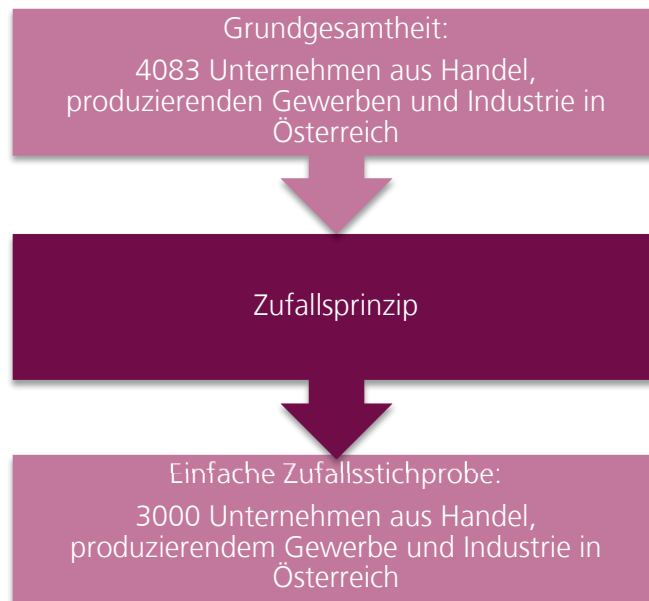 Grundgesamtheit:
4083 Unternehmen aus Handel,
produzierenden Gewerben und Industrie in
Österreich
Zufallsprinzip
Einfache Zufallsstichprobe:
3000 Unternehmen aus Handel,
produzierendem Gewerbe und Industrie in
Österreich